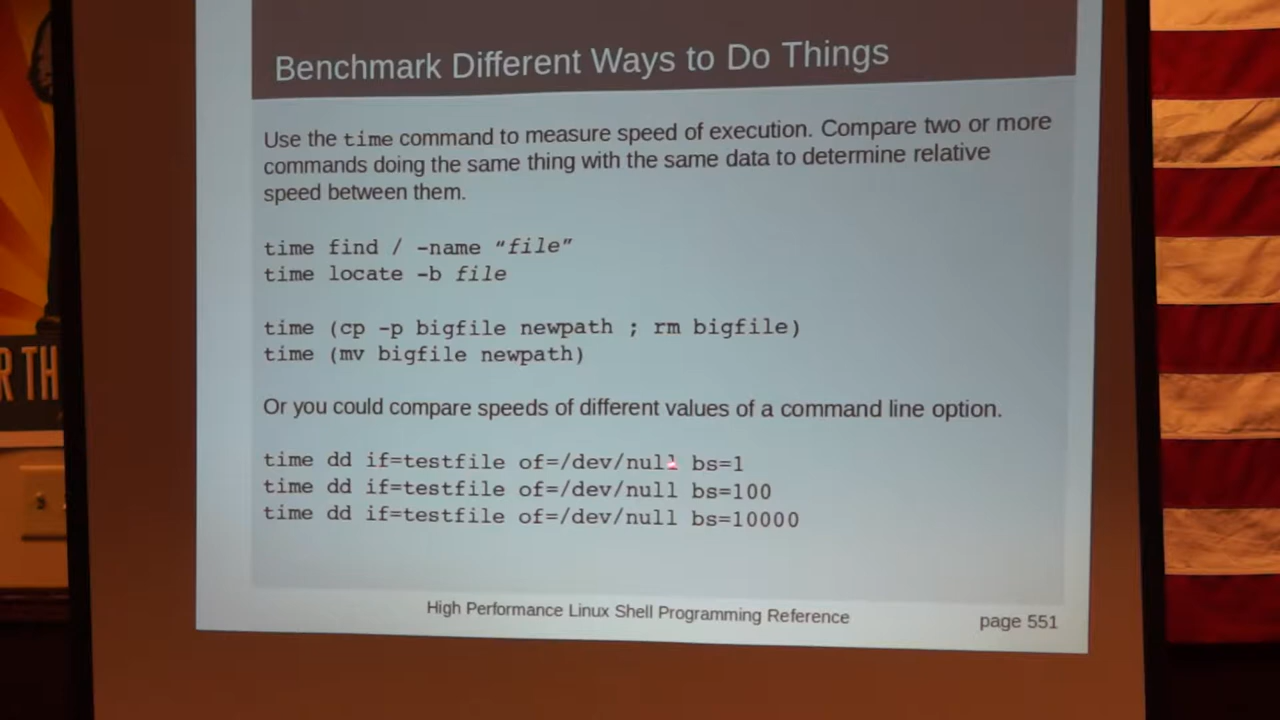 Benchmark Different Ways to Do Things
Use the time command to measure speed of execution. Compare two or more
commands doing the same thing with the same data to determine relative
speed between them.
time find / -name “file”
time locate -b file
time (cp -p bigfile newpath ; rm bigfile)
time (mv bigfile newpath)
Or you could compare speeds of different values of a command line option.
time dd if=testfile of=/dev/null bs=1
time dd if=testfile of=/dev/null bs=100
time dd if=testfile of=/dev/null bs=10000
High Performance Linux Shell Programming Reference
page 551
R TH